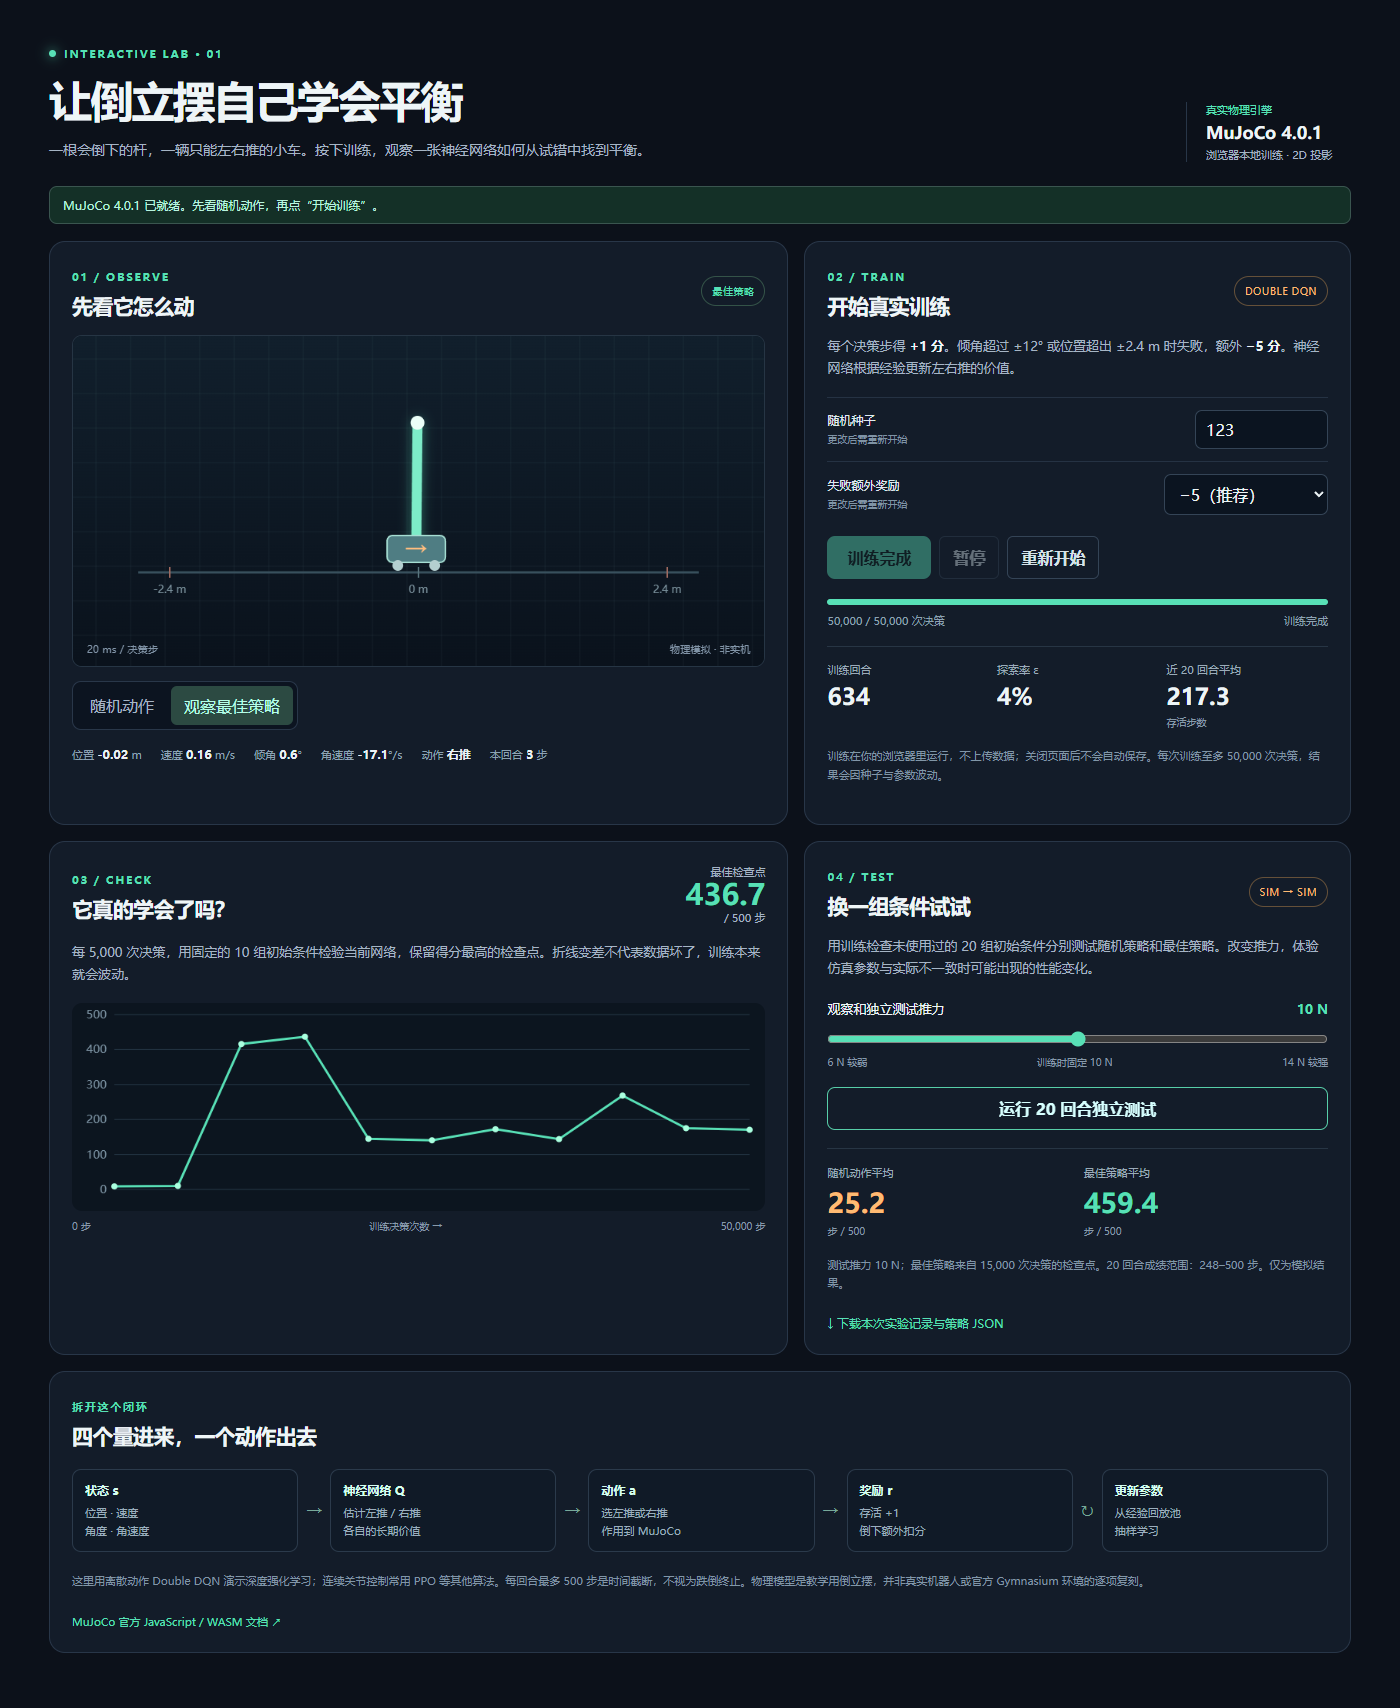 INTERACTIVE LAB • 01
让倒立摆自己学会平衡
一根会倒下的杆，一辆只能左右推的小车。按下训练，观察一张神经网络如何从试错中找到平衡。
真实物理引擎
MuJoCo 4.0.1
浏览器本地训练 · 2D 投影
MuJoCo 4.0.1 已就绪。先看随机动作，再点“开始训练”。
01 / OBSERVE
先看它怎么动
最佳策略
-2.4 m
0 m
2.4 m
20 ms / 决策步
物理模拟 · 非实机
随机动作
观察最佳策略
位置 -0.02 m 速度 0.16 m/s 倾角 0.6° 角速度 -17.1°/s 动作 右推 本回合 3 步
02 / TRAIN
开始真实训练
DOUBLE DQN
每个决策步得 +1 分。倾角超过 ±12° 或位置超出 ±2.4 m 时失败，额外 −5 分。神经
网络根据经验更新左右推的价值。
随机种子
更改后需重新开始
123
失败额外奖励
更改后需重新开始
−5（推荐）
训练完成
暂停
重新开始
50,000 / 50,000 次决策
训练完成
训练回合
634
探索率 ε
4%
近 20 回合平均
217.3
存活步数
训练在你的浏览器里运行，不上传数据；关闭页面后不会自动保存。每次训练至多 50,000 次决策，结
果会因种子与参数波动。
03 / CHECK
它真的学会了吗？
最佳检查点
436.7
/ 500 步
每 5,000 次决策，用固定的 10 组初始条件检验当前网络，保留得分最高的检查点。折线变差不代表数据坏了，训练本来
就会波动。
500
400
300
200
100
0
0 步
训练决策次数 →
50,000 步
04 / TEST
换一组条件试试
SIM → SIM
用训练检查未使用过的 20 组初始条件分别测试随机策略和最佳策略。改变推力，体验
仿真参数与实际不一致时可能出现的性能变化。
观察和独立测试推力
10 N
6 N 较弱
训练时固定 10 N
14 N 较强
运行 20 回合独立测试
随机动作平均
25.2
步 / 500
最佳策略平均
459.4
步 / 500
测试推力 10 N；最佳策略来自 15,000 次决策的检查点。20 回合成绩范围：248–500 步。仅为模拟结
果。
↓ 下载本次实验记录与策略 JSON
拆开这个闭环
四个量进来，一个动作出去
状态 s
位置 · 速度
角度 · 角速度
→
神经网络 Q
估计左推 / 右推
各自的长期价值
→
动作 a
选左推或右推
作用到 MuJoCo
→
奖励 r
存活 +1
倒下额外扣分
↻
更新参数
从经验回放池
抽样学习
这里用离散动作 Double DQN 演示深度强化学习；连续关节控制常用 PPO 等其他算法。每回合最多 500 步是时间截断，不视为跌倒终止。物理模型是教学用倒立摆，并非真实机器人或官方 Gymnasium 环境的逐项复刻。
MuJoCo 官方 JavaScript / WASM 文档 ↗